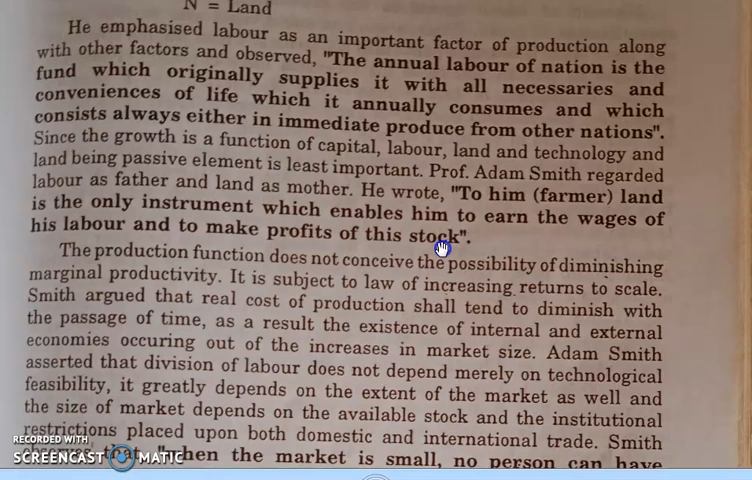 N = Land
He emphasised labour as an important factor of production along
with other factors and observed, "The annual labour of nation is the
fund which originally supplies it with all necessaries and
conveniences of life which it annually consumes and which
consists always either in immediate produce from other nations".
Since the growth is a function of capital, labour, land and technology and
land being passive element is least important. Prof. Adam Smith regarded
labour as father and land as mother. He wrote, "To him (farmer) land
is the only instrument which enables him to earn the wages of
his labour and to make profits of this stock".
The production function does not conceive the possibility of diminishing
marginal productivity. It is subject to law of increasing returns to scale.
Smith argued that real cost of production shall tend to diminish with
the passage of time, as a result the existence of internal and external
economies occuring out of the increases in market size. Adam Smith
asserted that division of labour does not depend merely on technological
feasibility, it greatly depends on the extent of the market as well and
the size of market depends on the available stock and the institutional
restrictions placed upon both domestic and international trade. Smith
that, "when the market is small, no person can have
RECORDED WITH
SCREENCAST MATIC